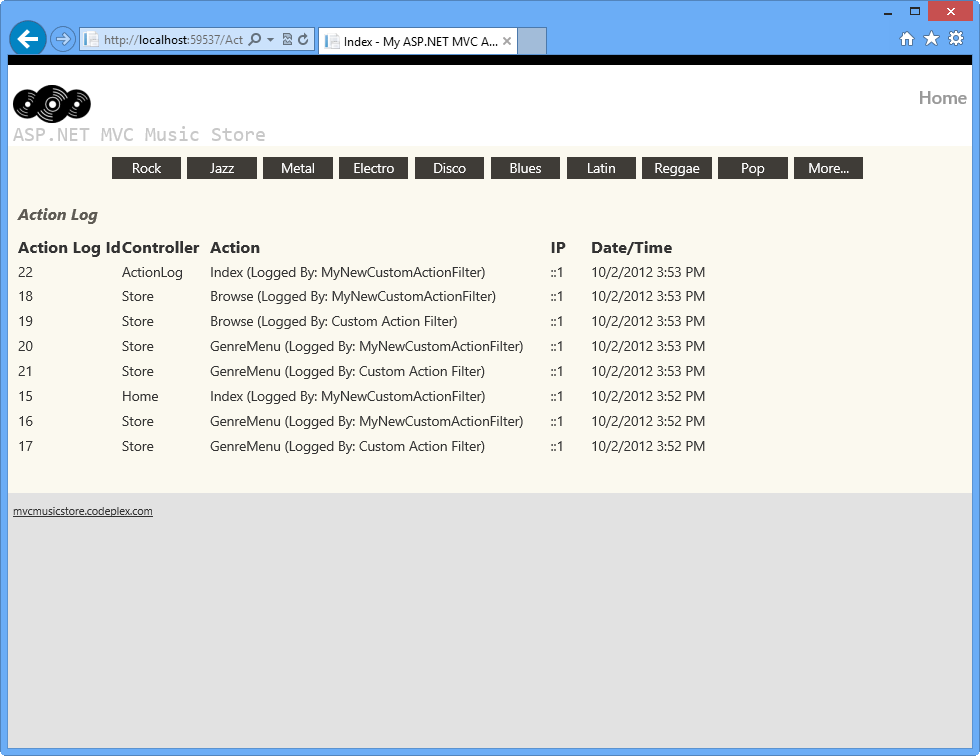 http://localhost:59537/Act
Index - My ASP.NET MVC A...
Home
ASP.NET MVC Music Store
Rock Jazz Metal Electro Disco Blues Latin Reggae Pop More...
Action Log
Action Log Id Controller Action IP Date/Time
22 ActionLog Index (Logged By: MyNewCustomActionFilter) ::1 10/2/2012 3:53 PM
18 Store Browse (Logged By: MyNewCustomActionFilter) ::1 10/2/2012 3:53 PM
19 Store Browse (Logged By: Custom Action Filter) ::1 10/2/2012 3:53 PM
20 Store GenreMenu (Logged By: MyNewCustomActionFilter) ::1 10/2/2012 3:53 PM
21 Store GenreMenu (Logged By: Custom Action Filter) ::1 10/2/2012 3:53 PM
15 Home Index (Logged By: MyNewCustomActionFilter) ::1 10/2/2012 3:52 PM
16 Store GenreMenu (Logged By: MyNewCustomActionFilter) ::1 10/2/2012 3:52 PM
17 Store GenreMenu (Logged By: Custom Action Filter) ::1 10/2/2012 3:52 PM
mvcmusicstore.codeplex.com